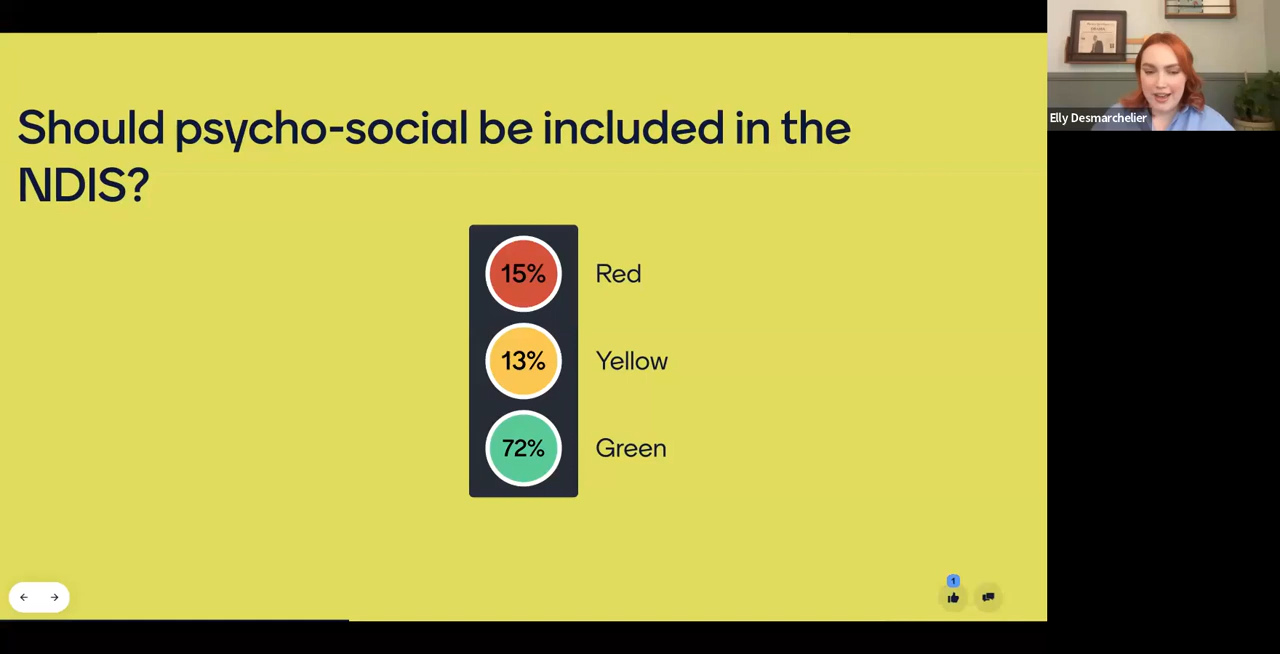 Should psycho-social be included in the
NDIS?
15% Red
13% Yellow
72% Green
1
Elly Desmarchelier